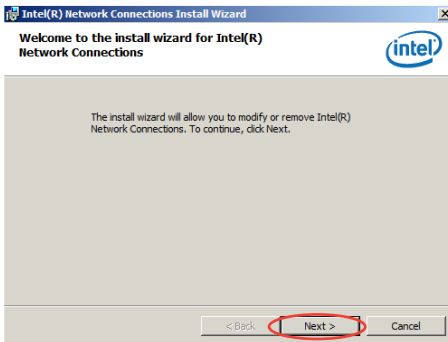 Intel(R) Network Connections Install Wizard
Welcome to the install wizard for Intel(R)
Network Connections
intel
The install wizard will allow you to modify or remove Intel(R)
Network Connections. To continue, click Next.
< Back
Next >
Cancel